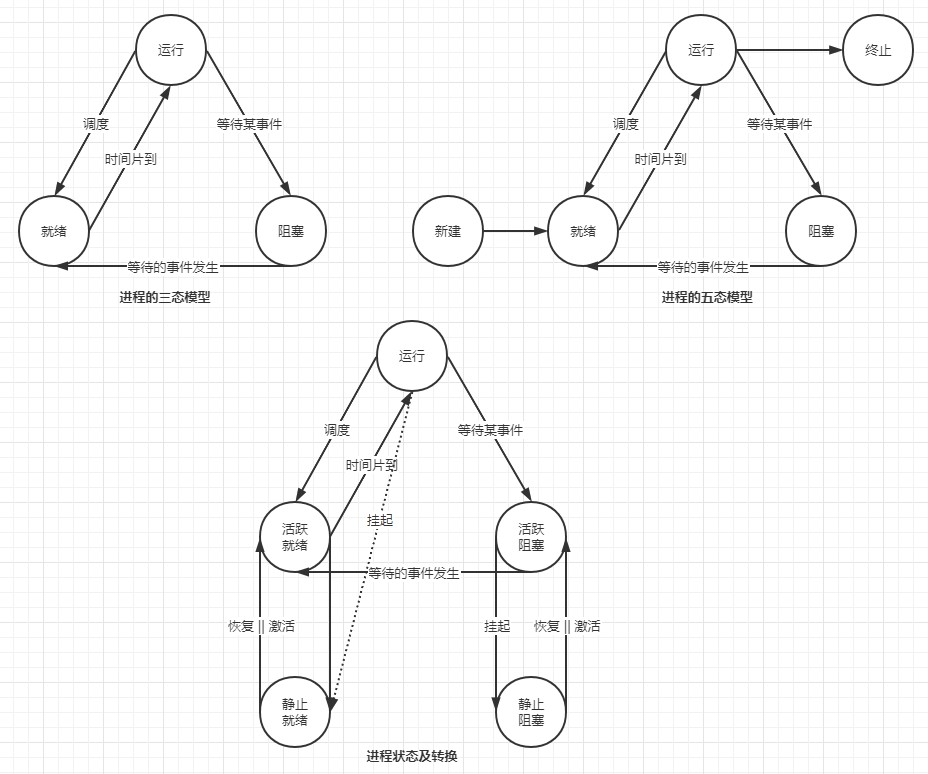 运行
调度
等待某事件
时间片到
就绪
阻塞
等待的事件发生
进程的三态模型
运行
终止
调度
等待某事件
时间片到
新建
就绪
阻塞
等待的事件发生
进程的五态模型
运行
调度
等待某事件
时间片到
挂起
活跃
就绪
活跃
阻塞
等待的事件发生
恢复 || 激活
挂起
恢复 || 激活
静止
就绪
静止
阻塞
进程状态及转换